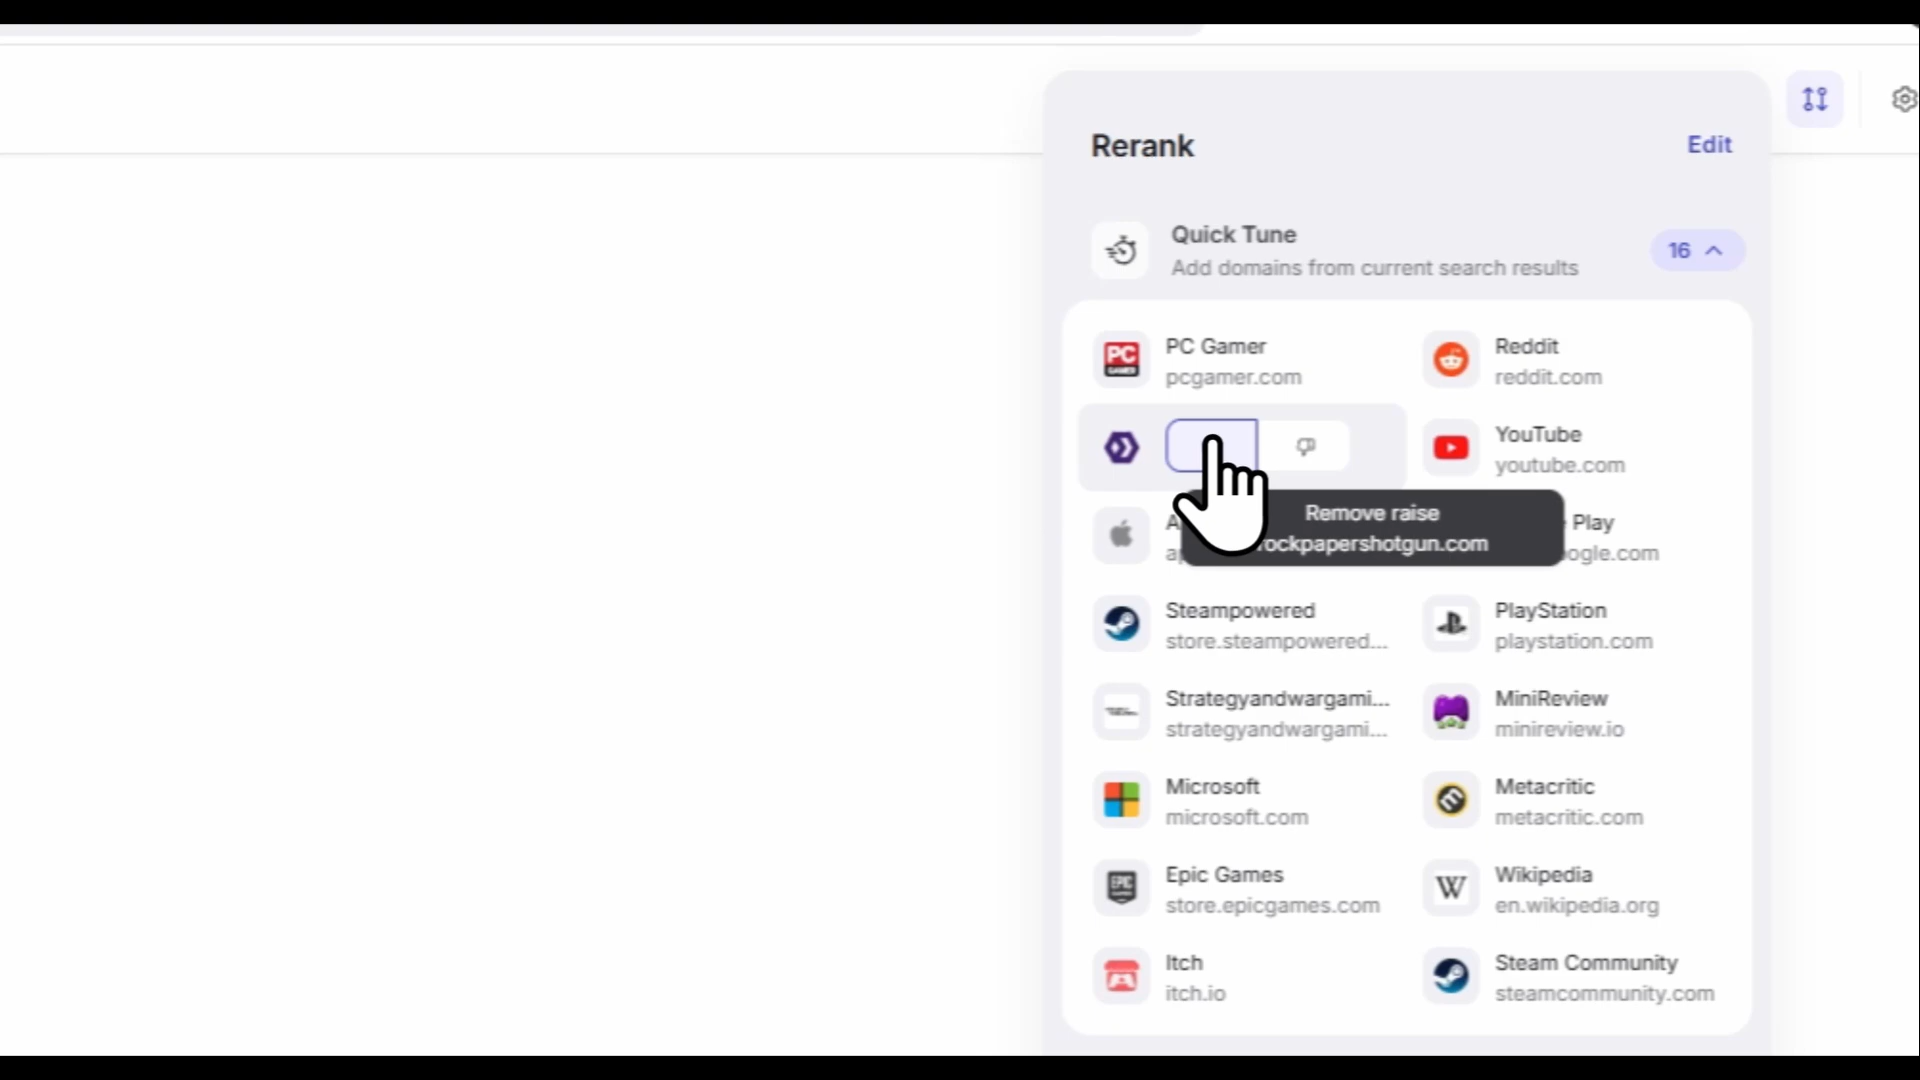 Rerank
Edit
Quick Tune
Add domains from current search results
16
PC Gamer
pcgamer.com
Reddit
reddit.com
YouTube
youtube.com
Remove raise
rockpapershotgun.com
Play
Steampowered
store.steampowered...
PlayStation
playstation.com
Strategyandwargami...
strategyandwargami...
MiniReview
minireview.io
Microsoft
microsoft.com
Metacritic
metacritic.com
Epic Games
store.epicgames.com
Wikipedia
en.wikipedia.org
Itch
itch.io
Steam Community
steamcommunity.com